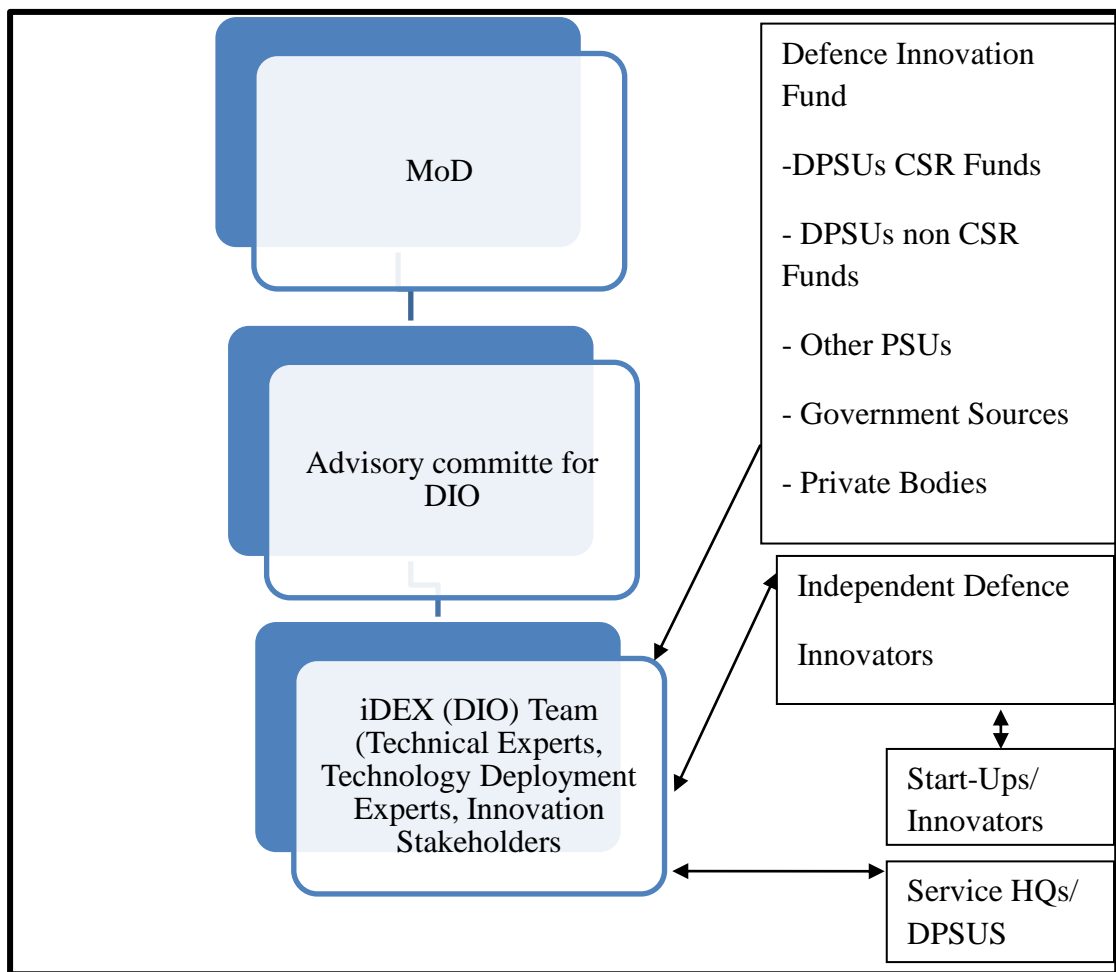 MoD
Advisory committe for
DIO
iDEX (DIO) Team
(Technical Experts,
Technology Deployment
Experts, Innovation
Stakeholders
Defence Innovation
Fund
-DPSUs CSR Funds
- DPSUs non CSR
Funds
- Other PSUs
- Government Sources
- Private Bodies
Independent Defence
Innovators
Start-Ups/
Innovators
Service HQs/
DPSUS